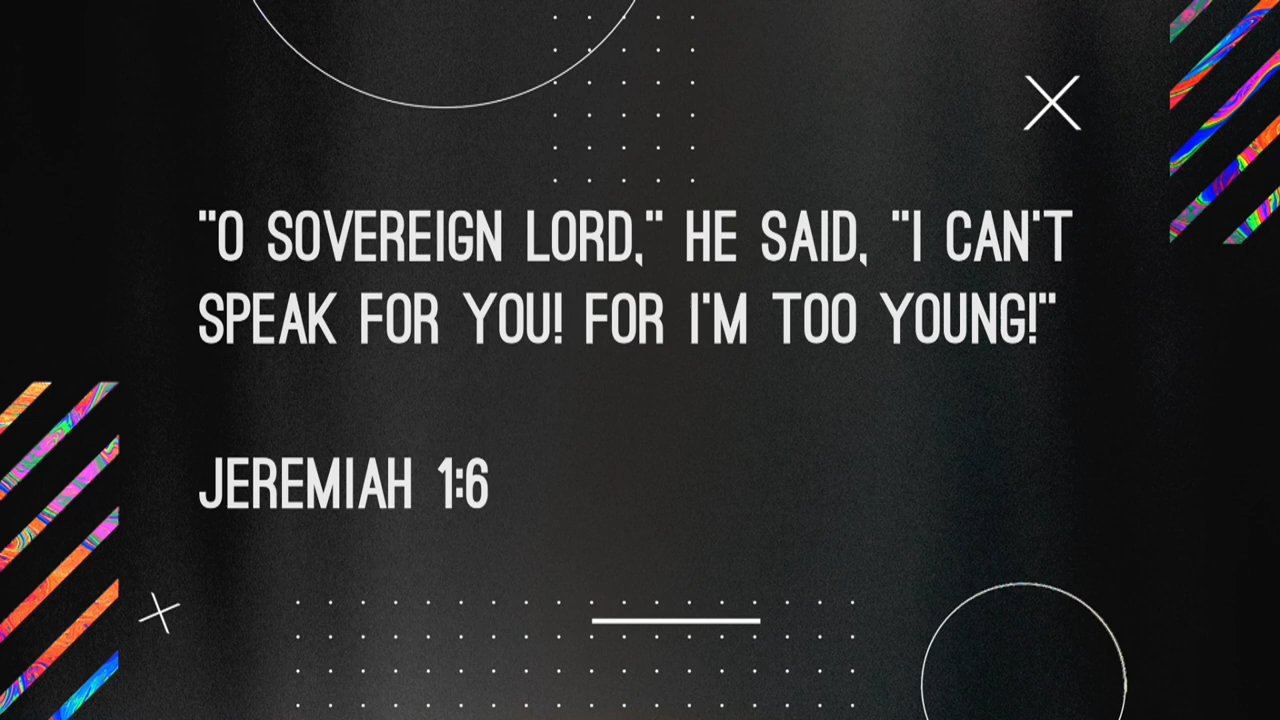 "O SOVEREIGN LORD," HE SAID, "I CAN'T
SPEAK FOR YOU! FOR I'M TOO YOUNG!"
JEREMIAH 1:6